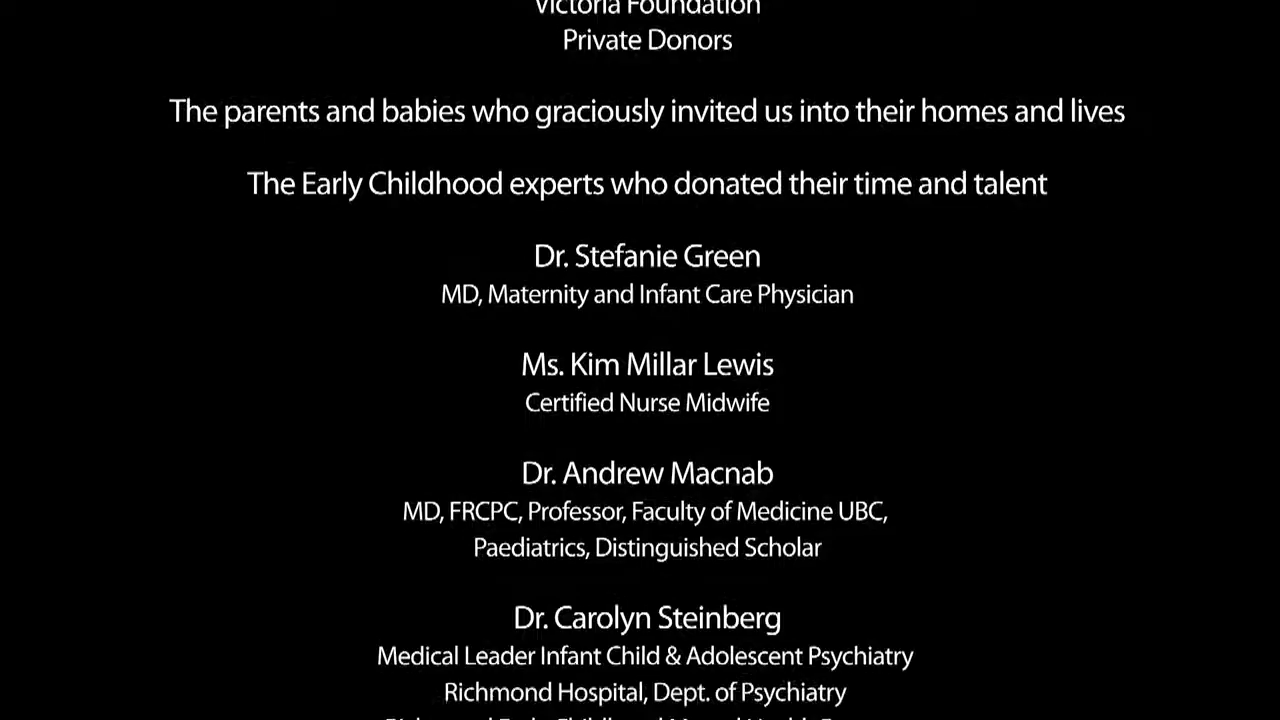 Victoria Foundation
Private Donors
The parents and babies who graciously invited us into their homes and lives
The Early Childhood experts who donated their time and talent
Dr. Stefanie Green
MD, Maternity and Infant Care Physician
Ms. Kim Millar Lewis
Certified Nurse Midwife
Dr. Andrew Macnab
MD, FRCPC, Professor, Faculty of Medicine UBC,
Paediatrics, Distinguished Scholar
Dr. Carolyn Steinberg
Medical Leader Infant Child & Adolescent Psychiatry
Richmond Hospital, Dept. of Psychiatry